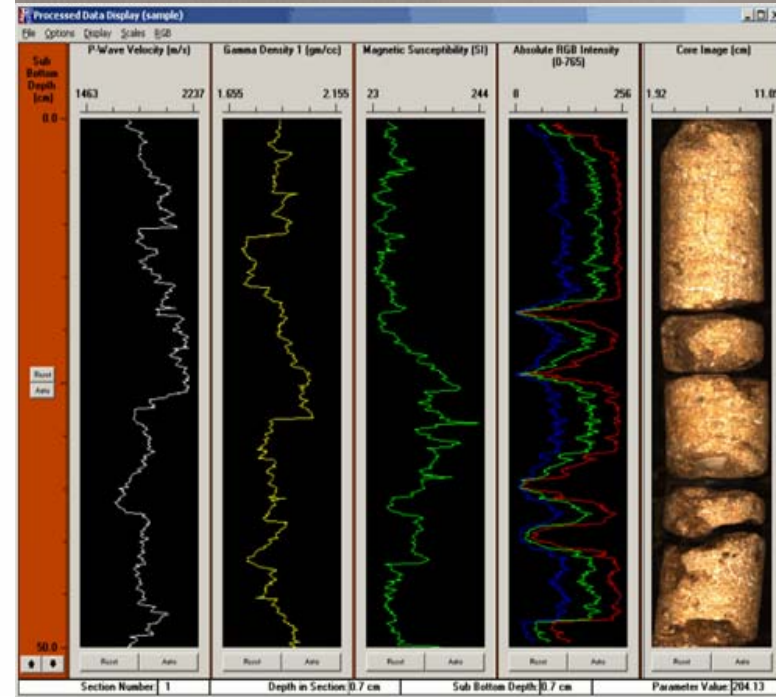 Processed Data Display (sample)
File Options Display Scales RGB
Sub Bottom Depth (cm)
P-Wave Velocity (m/s)
1463 2237
Gamma Density 1 (gm/cc)
1.655 2.155
Magnetic Susceptibility (SI)
23 244
Absolute RGB Intensity
(0-765)
0 256
Core Image (cm)
1.92 11.09
0.0
Reset
Auto
50.0
Reset Auto
Reset Auto
Reset Auto
Reset Auto
Section Number: 1 Depth in Section: 0.7 cm Sub Bottom Depth: 0.7 cm Parameter Value: 204.13